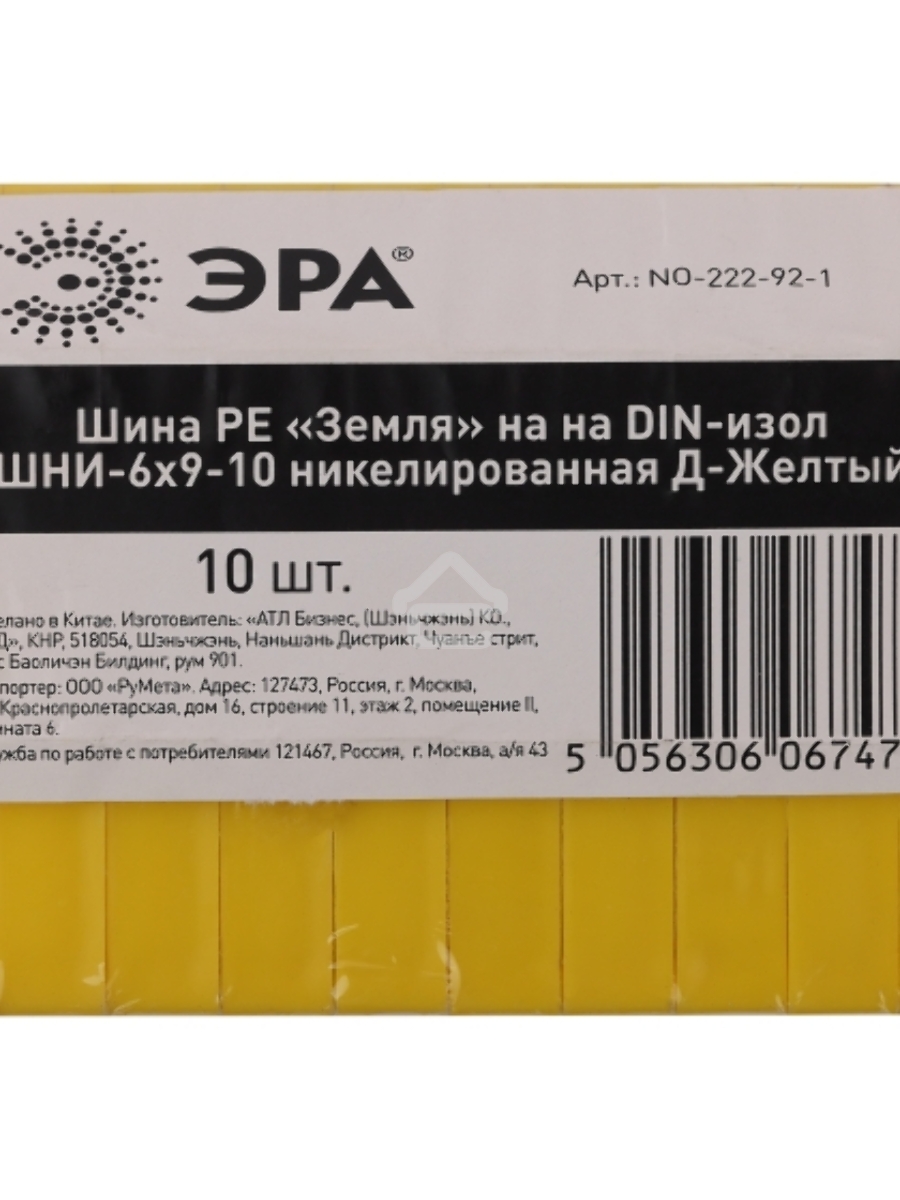 ЭРА®
Арт.: NO-222-92-1
Шина PE «Земля» на на DIN-изол
ШНИ-6х9-10 никелированная Д-Желтый
10 шт.
елано в Китае. Изготовитель: «АТЛ Бизнес, (Шэньчжэнь) КО.,
Д», КНР, 518054, Шэньчжэнь, Наньшань Дистрикт, Чуанъе стрит,
с Баоличэн Билдинг, рум 901.
портер: ООО «РуМета». Адрес: 127473, Россия, г. Москва,
Краснопролетарская, дом 16, строение 11, этаж 2, помещение II,
ната 6.
ужба по работе с потребителями 121467, Россия, г. Москва, а/я 43
5 056306 06747